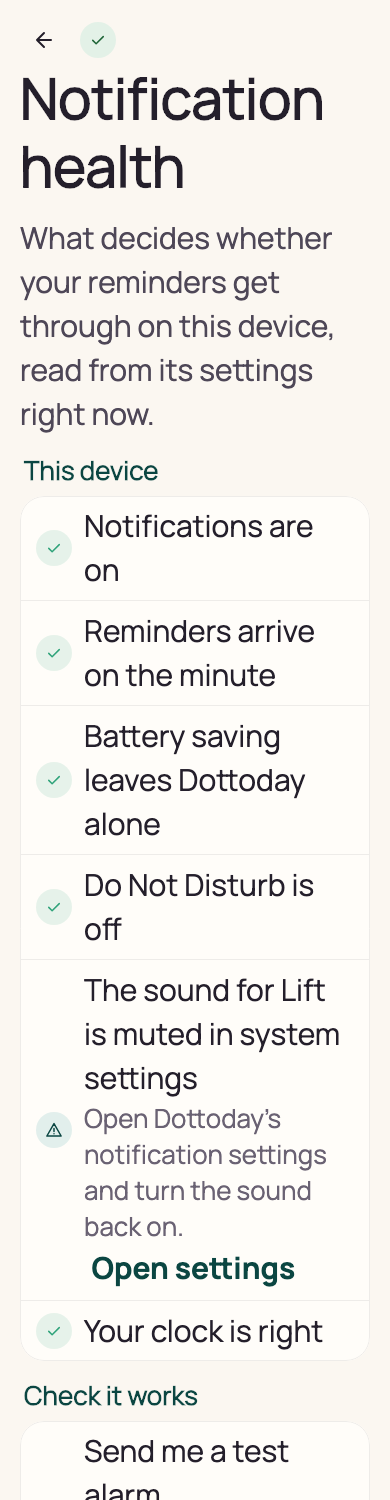 Notification
health
What decides whether
your reminders get
through on this device,
read from its settings
right now.
This device
Notifications are
on
Reminders arrive
on the minute
Battery saving
leaves Dottoday
alone
Do Not Disturb is
off
The sound for Lift
is muted in system
settings
Open Dottoday's
notification settings
and turn the sound
back on.
Open settings
Your clock is right
Check it works
Send me a test
alarm